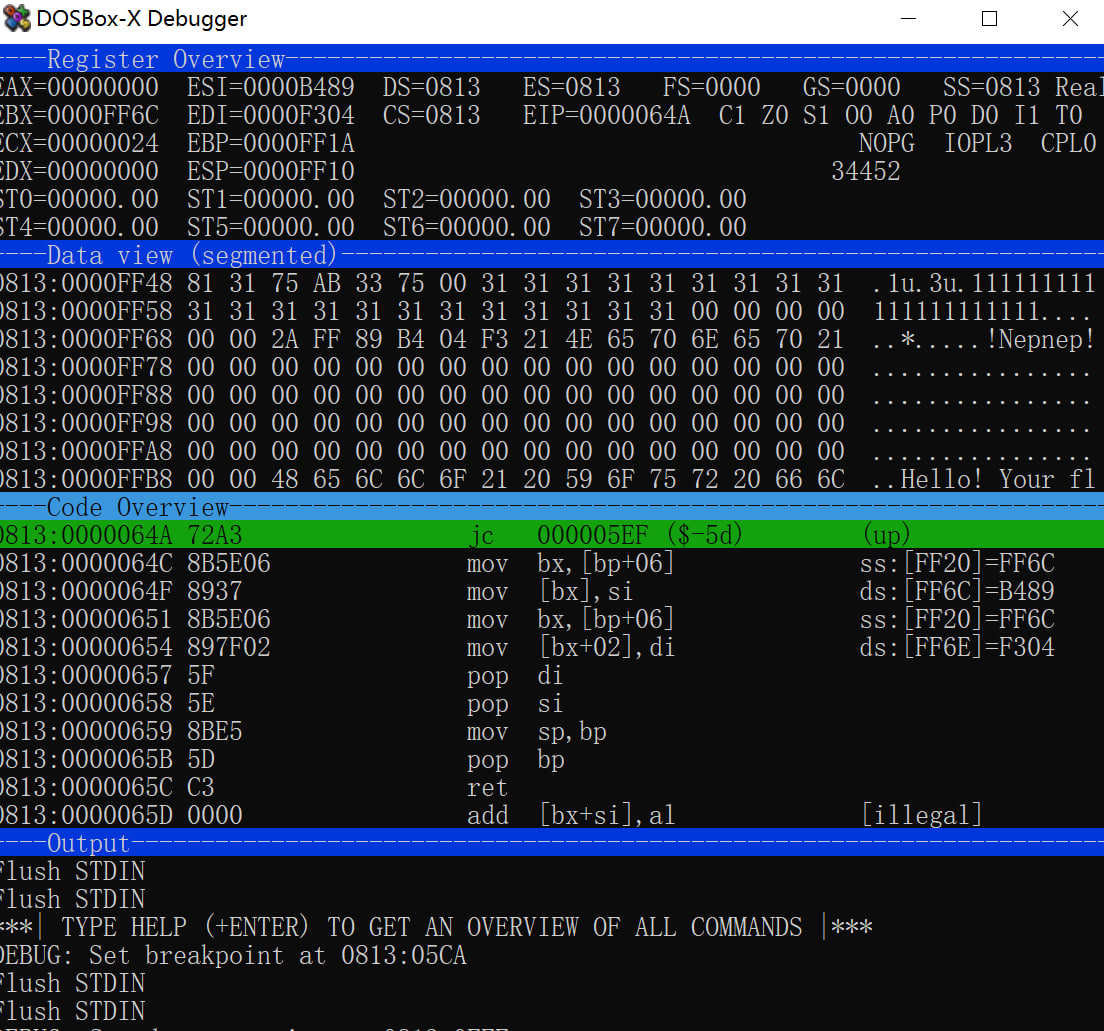 DOSBox-X Debugger
----Register Overview----
EAX=00000000 ESI=0000B489 DS=0813 ES=0813 FS=0000 GS=0000 SS=0813 Real
EBX=0000FF6C EDI=0000F304 CS=0813 EIP=0000064A C1 Z0 S1 O0 A0 P0 D0 I1 T0
ECX=00000024 EBP=0000FF1A NOPG IOPL3 CPL0
EDX=00000000 ESP=0000FF10 34452
ST0=00000.00 ST1=00000.00 ST2=00000.00 ST3=00000.00
ST4=00000.00 ST5=00000.00 ST6=00000.00 ST7=00000.00
----Data view (segmented)----
0813:0000FF48 81 31 75 AB 33 75 00 31 31 31 31 31 31 31 31 31 .1u.3u.111111111
0813:0000FF58 31 31 31 31 31 31 31 31 31 31 31 31 00 00 00 00 111111111111....
0813:0000FF68 00 00 2A FF 89 B4 04 F3 21 4E 65 70 6E 65 70 21 ..*.....!Nepnep!
0813:0000FF78 00 00 00 00 00 00 00 00 00 00 00 00 00 00 00 00 ................
0813:0000FF88 00 00 00 00 00 00 00 00 00 00 00 00 00 00 00 00 ................
0813:0000FF98 00 00 00 00 00 00 00 00 00 00 00 00 00 00 00 00 ................
0813:0000FFA8 00 00 00 00 00 00 00 00 00 00 00 00 00 00 00 00 ................
0813:0000FFB8 00 00 48 65 6C 6C 6F 21 20 59 6F 75 72 20 66 6C ..Hello! Your fl
----Code Overview----
0813:0000064A 72A3 jc 000005EF ($-5d) (up)
0813:0000064C 8B5E06 mov bx,[bp+06] ss:[FF20]=FF6C
0813:0000064F 8937 mov [bx],si ds:[FF6C]=B489
0813:00000651 8B5E06 mov bx,[bp+06] ss:[FF20]=FF6C
0813:00000654 897F02 mov [bx+02],di ds:[FF6E]=F304
0813:00000657 5F pop di
0813:00000658 5E pop si
0813:00000659 8BE5 mov sp,bp
0813:0000065B 5D pop bp
0813:0000065C C3 ret
0813:0000065D 0000 add [bx+si],al [illegal]
----Output----
Flush STDIN
Flush STDIN
***| TYPE HELP (+ENTER) TO GET AN OVERVIEW OF ALL COMMANDS |***
DEBUG: Set breakpoint at 0813:05CA
Flush STDIN
Flush STDIN